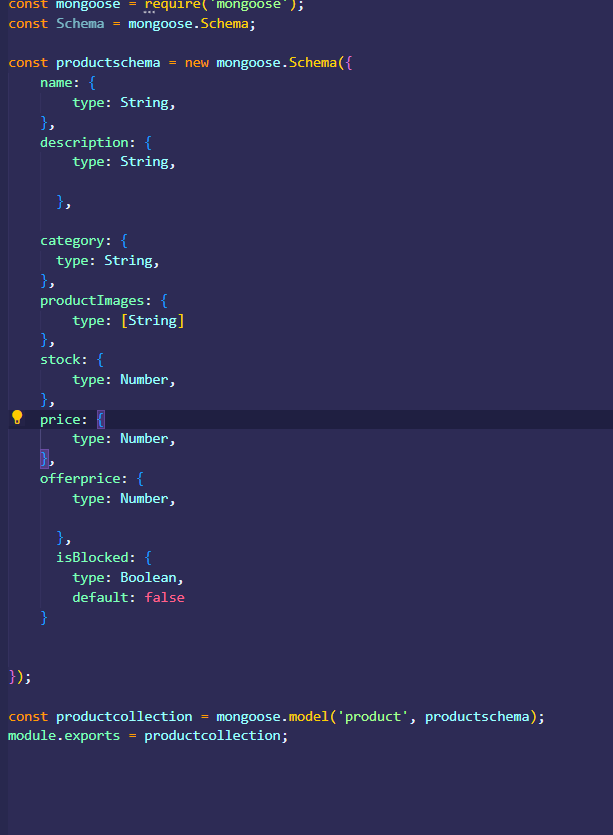 const mongoose = require('mongoose');
const Schema = mongoose.Schema;
const productschema = new mongoose.Schema({
name: {
type: String,
},
description: {
type: String,
},
category: {
type: String,
},
productImages: {
type: [String]
},
stock: {
type: Number,
},
price: {
type: Number,
},
offerprice: {
type: Number,
},
isBlocked: {
type: Boolean,
default: false
}
});
const productcollection = mongoose.model('product', productschema);
module.exports = productcollection;